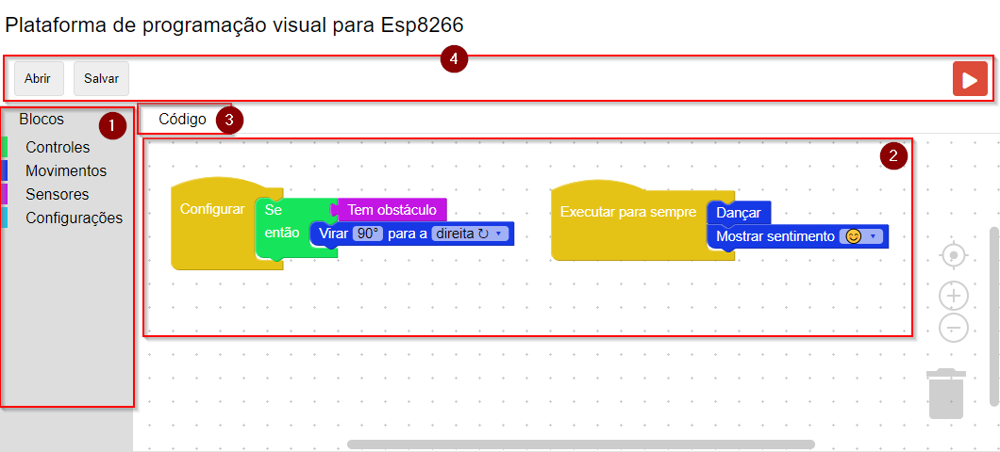 Plataforma de programação visual para Esp8266
4
Abrir Salvar
Blocos 1
Código 3
Controles
Movimentos
Sensores
Configurações
2
Configurar Se Tem obstáculo
então Virar 90° para a direita ↻ ▾
Executar para sempre Dançar
Mostrar sentimento 😊 ▾